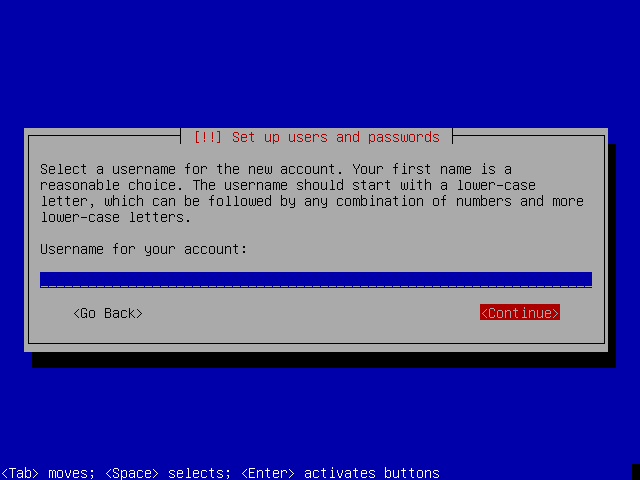 [!!] Set up users and passwords
Select a username for the new account. Your first name is a
reasonable choice. The username should start with a lower-case
letter, which can be followed by any combination of numbers and more
lower-case letters.
Username for your account:
<Go Back> <Continue>
<Tab> moves; <Space> selects; <Enter> activates buttons